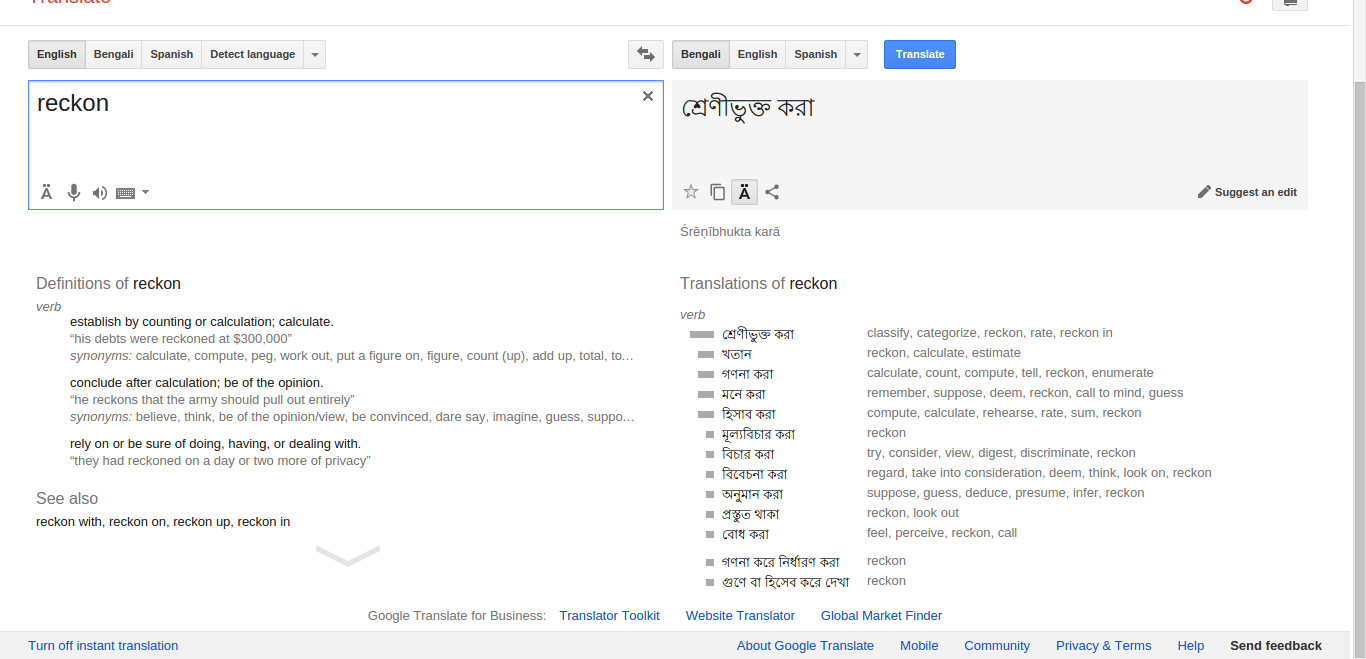 Translate
English Bengali Spanish Detect language
Bengali English Spanish Translate
reckon
শ্রেণীভুক্ত করা
Ä
Ä
Suggest an edit
Śrēṇībhukta karā
Definitions of reckon
verb
establish by counting or calculation; calculate.
“his debts were reckoned at $300,000”
synonyms: calculate, compute, peg, work out, put a figure on, figure, count (up), add up, total, to…
conclude after calculation; be of the opinion.
“he reckons that the army should pull out entirely”
synonyms: believe, think, be of the opinion/view, be convinced, dare say, imagine, guess, suppo…
rely on or be sure of doing, having, or dealing with.
“they had reckoned on a day or two more of privacy”
See also
reckon with, reckon on, reckon up, reckon in
Translations of reckon
verb
শ্রেণীভুক্ত করা classify, categorize, reckon, rate, reckon in
খতান reckon, calculate, estimate
গণনা করা calculate, count, compute, tell, reckon, enumerate
মনে করা remember, suppose, deem, reckon, call to mind, guess
হিসাব করা compute, calculate, rehearse, rate, sum, reckon
মূল্যবিচার করা reckon
বিচার করা try, consider, view, digest, discriminate, reckon
বিবেচনা করা regard, take into consideration, deem, think, look on, reckon
অনুমান করা suppose, guess, deduce, presume, infer, reckon
প্রস্তুত থাকা reckon, look out
বোধ করা feel, perceive, reckon, call
গণনা করে নির্ধারণ করা reckon
গুণে বা হিসেব করে দেখা reckon
Google Translate for Business: Translator Toolkit Website Translator Global Market Finder
Turn off instant translation About Google Translate Mobile Community Privacy & Terms Help Send feedback